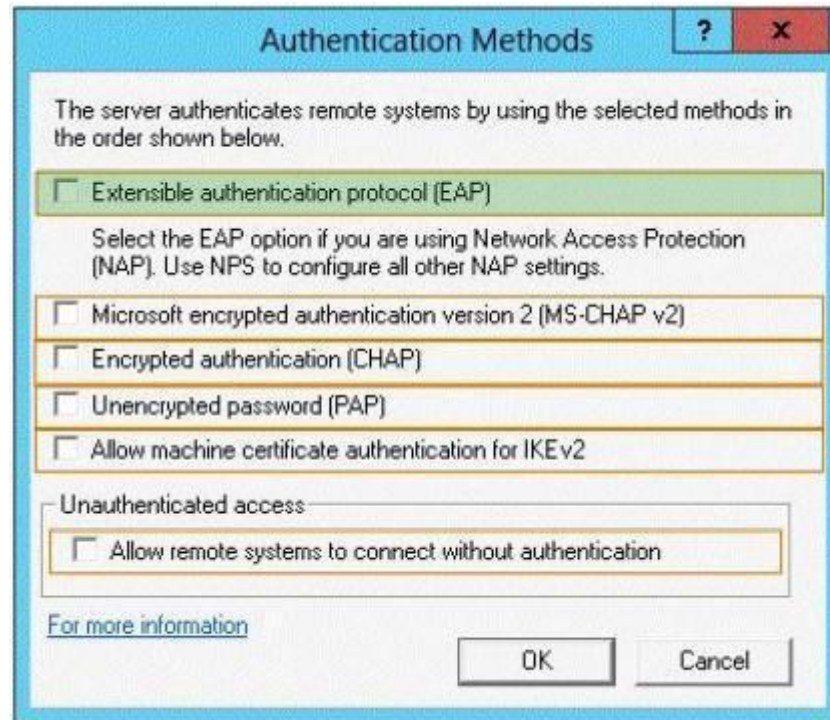 Authentication Methods
? x
The server authenticates remote systems by using the selected methods in
the order shown below.
Extensible authentication protocol (EAP)
Select the EAP option if you are using Network Access Protection
(NAP). Use NPS to configure all other NAP settings.
Microsoft encrypted authentication version 2 (MS-CHAP v2)
Encrypted authentication (CHAP)
Unencrypted password (PAP)
Allow machine certificate authentication for IKEv2
Unauthenticated access
Allow remote systems to connect without authentication
For more information
OK Cancel